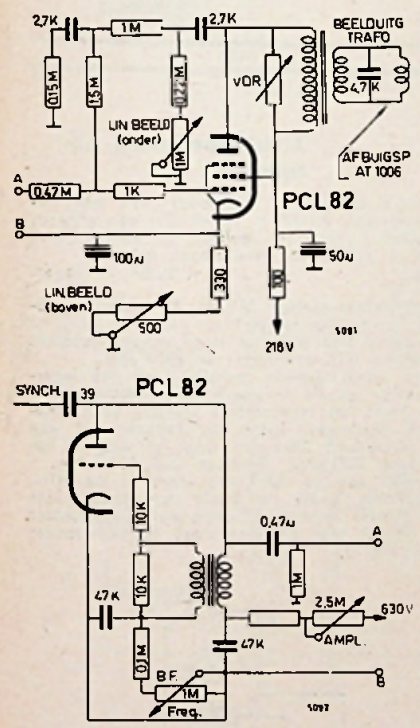 2,7K
1M
2,7K
BEELDUITG
TRAFO
0,15M
1,5M
0,22M
VDR
4,7K
LIN. BEELD
(onder)
1M
AFBUIGSP
AT 1006
A
0,47M
1K
PCL82
B
100µ
330
100
50µ
LIN. BEELD
(boven)
500
218V
5091
SYNCH.
39
PCL82
10K
0,47µ
A
10K
1M
47K
2,5M
630V
AMPL.
47K
0,1M
B.F.
1M
B
Freq.
5092